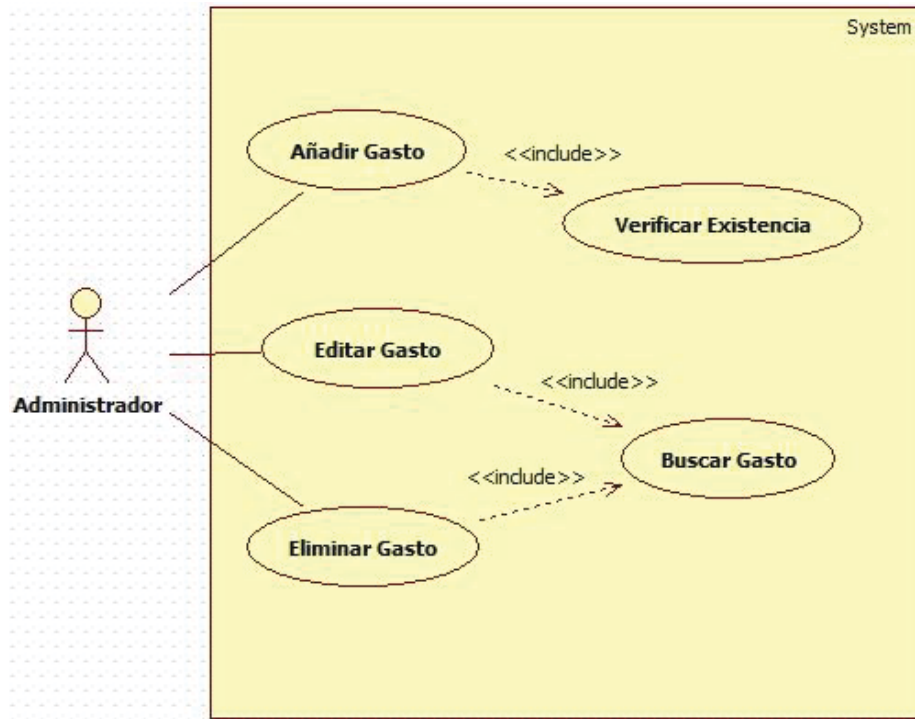 System
Añadir Gasto
<<include>>
Verificar Existencia
Editar Gasto
<<include>>
Administrador
Buscar Gasto
<<include>>
Eliminar Gasto